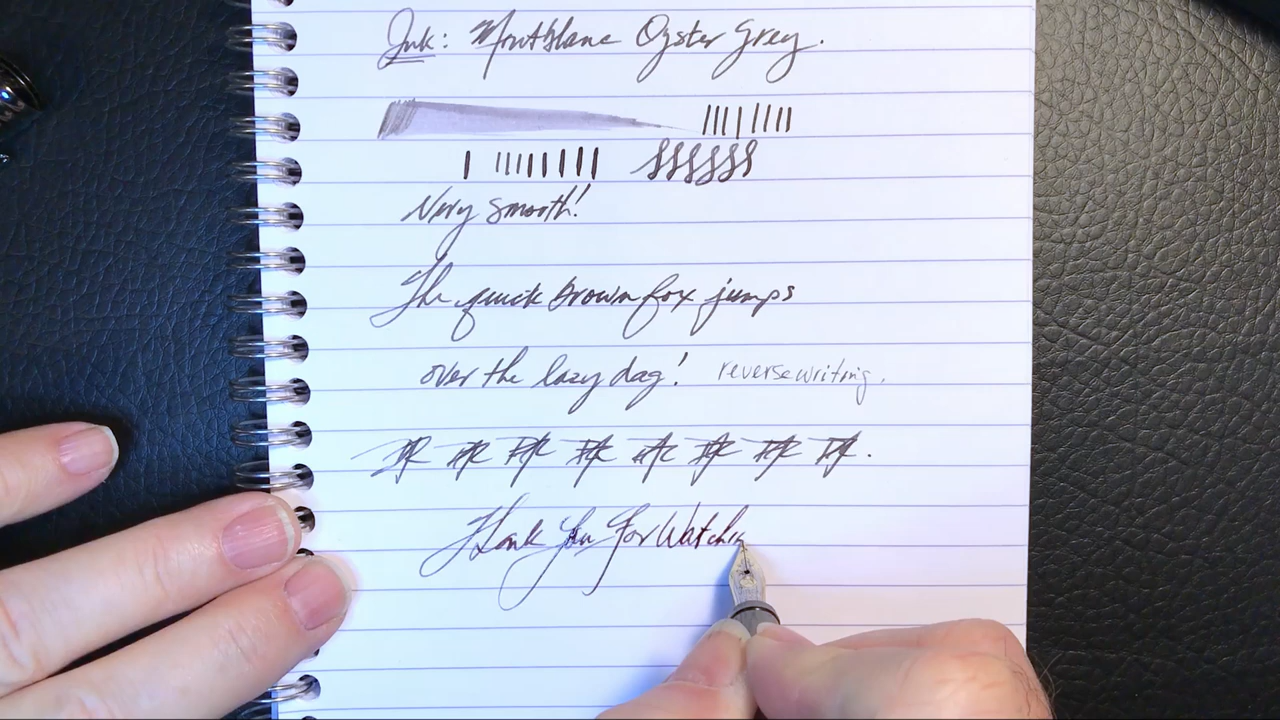 Ink: Montblanc Oyster Grey.
Very smooth!
The quick brown fox jumps
over the lazy dog! reverse writing.
Thank You For Watchin